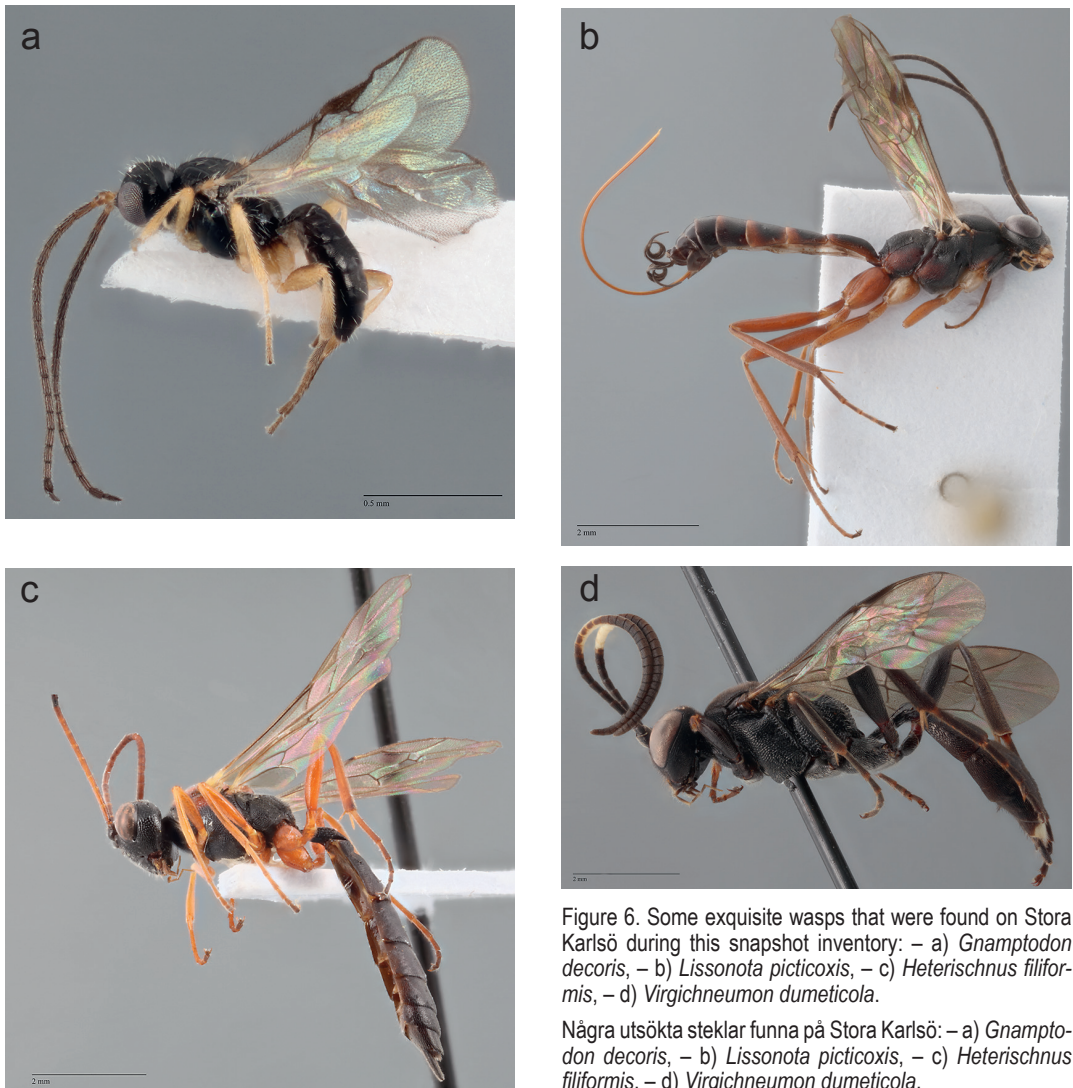 a
b
0.5 mm
2 mm
c
d
2 mm
2 mm
Figure 6. Some exquisite wasps that were found on Stora
Karlsö during this snapshot inventory: – a) Gnamptodon
decoris, – b) Lissonota picticoxis, – c) Heterischnus filifor-
mis, – d) Virgichneumon dumeticola.
Några utsökta steklar funna på Stora Karlsö: – a) Gnampto-
don decoris, – b) Lissonota picticoxis, – c) Heterischnus
filiformis, – d) Virgichneumon dumeticola.